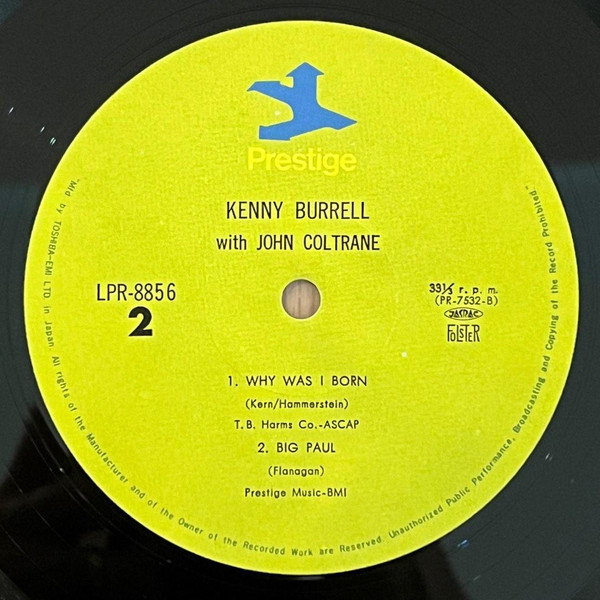 Prestige
KENNY BURRELL
with JOHN COLTRANE
LPR-8856
2
33⅓ r. p. m.
(PR-7532-B)
JASRAC
FOLSTER
1. WHY WAS I BORN
(Kern/Hammerstein)
T. B. Harms Co.-ASCAP
2. BIG PAUL
(Flanagan)
Prestige Music-BMI
"Mfd by TOSHIBA-EMI LTD in Japan. All rights of the Manufacturer and of the Owner of the Recorded Work are Reserved. Unauthorized Public Performance, Broadcasting and Copying of the Record Prohibited"